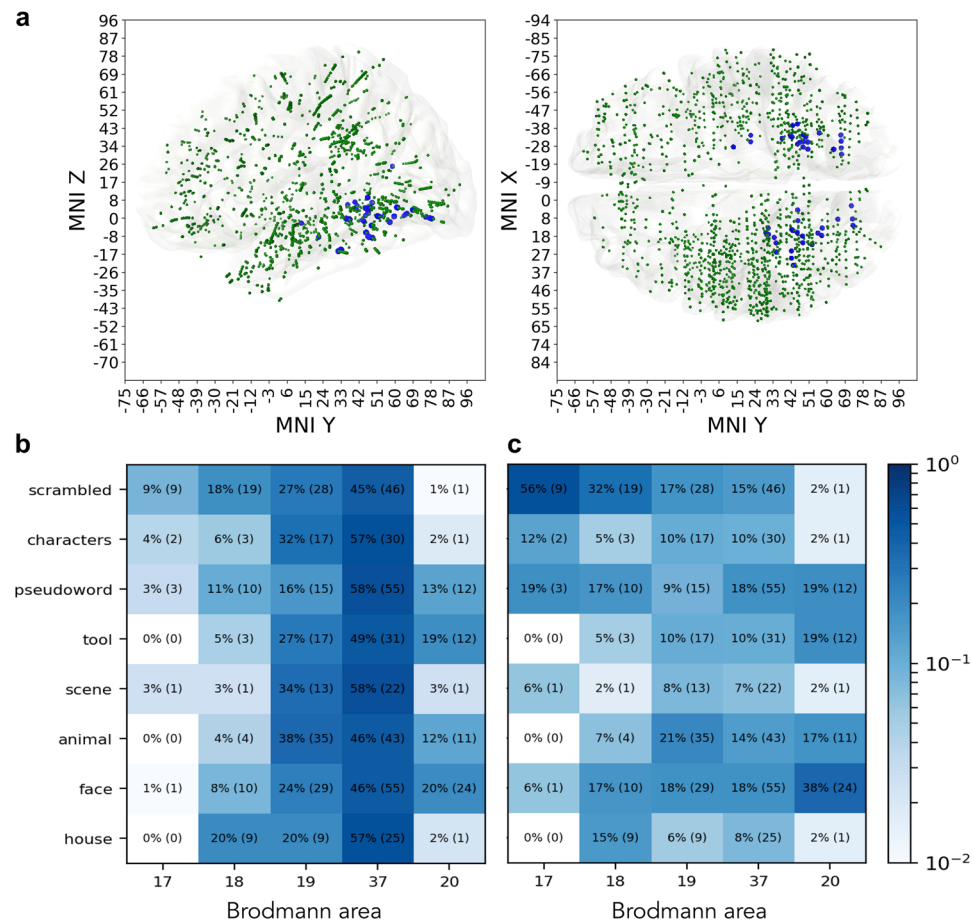 a
96
87
78
69
61
52
43
34
26
17
8
0
-8
-17
-26
-35
-43
-52
-61
-70
MNI Z
-75 -66 -57 -48 -39 -30 -21 -12 -3 6 15 24 33 42 51 60 69 78 87 96
MNI Y
-94
-84
-75
-66
-56
-47
-38
-28
-19
-9
0
9
18
27
37
46
55
65
74
84
MNI X
-75 -66 -57 -48 -39 -30 -21 -12 -3 6 15 24 33 42 51 60 69 78 87 96
MNI Y
b
scrambled 9% (9) 18% (19) 27% (28) 45% (46) 1% (1)
characters 4% (2) 6% (3) 32% (17) 57% (30) 2% (1)
pseudoword 3% (3) 11% (10) 16% (15) 58% (55) 13% (12)
tool 0% (0) 5% (3) 27% (17) 49% (31) 19% (12)
scene 3% (1) 3% (1) 34% (13) 58% (22) 3% (1)
animal 0% (0) 4% (4) 38% (35) 46% (43) 12% (11)
face 1% (1) 8% (10) 24% (29) 46% (55) 20% (24)
house 0% (0) 20% (9) 20% (9) 57% (25) 2% (1)
17 18 19 37 20
Brodmann area
c
56% (9) 32% (19) 17% (28) 15% (46) 2% (1)
12% (2) 5% (3) 10% (17) 10% (30) 2% (1)
19% (3) 17% (10) 9% (15) 18% (55) 19% (12)
0% (0) 5% (3) 10% (17) 10% (31) 19% (12)
6% (1) 2% (1) 8% (13) 7% (22) 2% (1)
0% (0) 7% (4) 21% (35) 14% (43) 17% (11)
6% (1) 17% (10) 18% (29) 18% (55) 38% (24)
0% (0) 15% (9) 6% (9) 8% (25) 2% (1)
17 18 19 37 20
Brodmann area
10⁰
10⁻¹
10⁻²